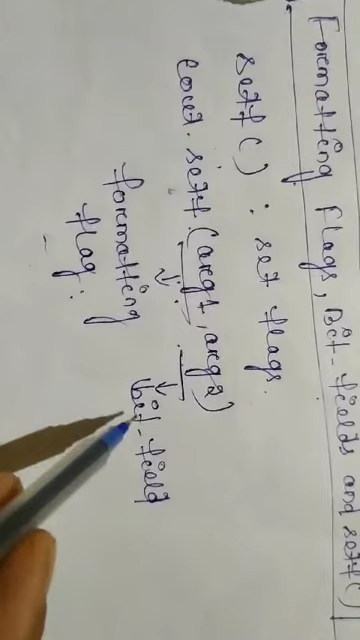 Formatting Flags, Bit-fields and setf()
setf() : set flags.
cout.setf(arg1, arg2)
formatting bit-field
flag.